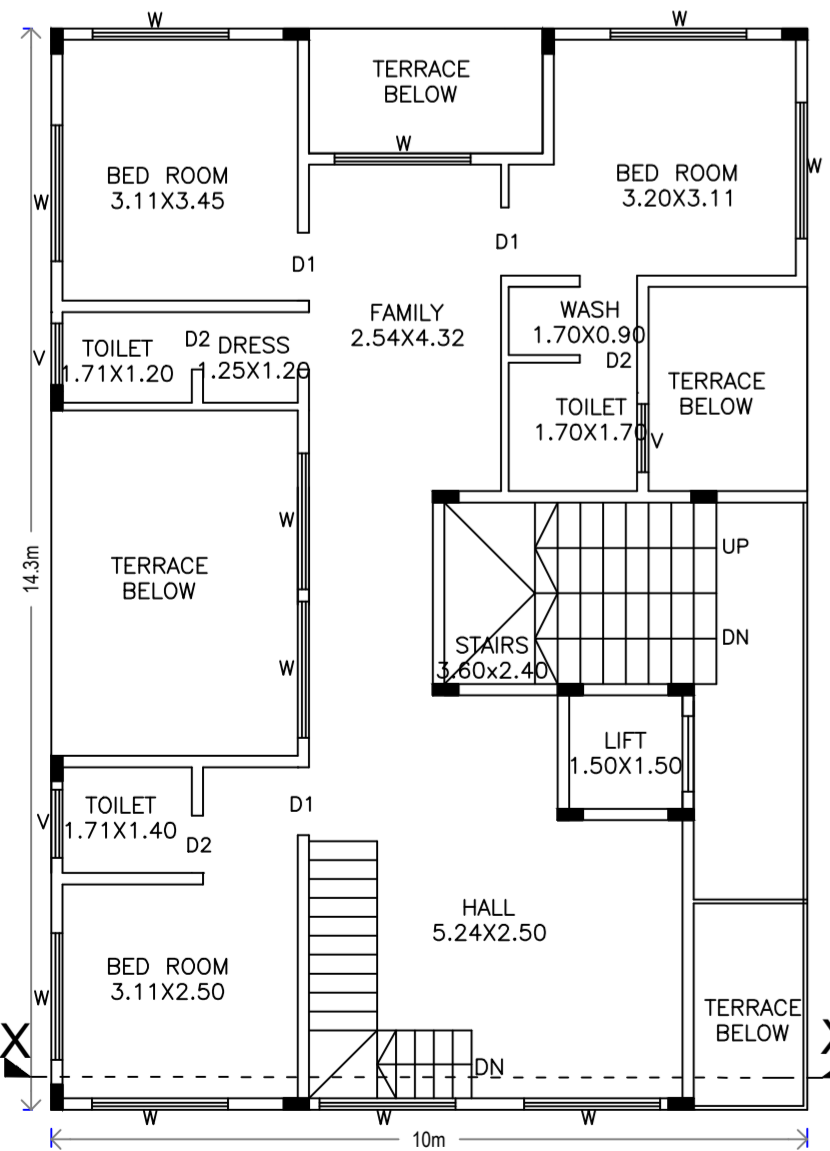 W
W
TERRACE
BELOW
W
BED ROOM
3.11X3.45
W
BED ROOM
3.20X3.11
W
D1
D1
FAMILY
2.54X4.32
WASH
1.70X0.90
D2
V
TOILET
1.71X1.20
D2
DRESS
1.25X1.20
TERRACE
BELOW
TOILET
1.70X1.70
V
W
TERRACE
BELOW
14.3m
UP
DN
STAIRS
3.60x2.40
W
LIFT
1.50X1.50
V
TOILET
1.71X1.40
D2
D1
HALL
5.24X2.50
BED ROOM
3.11X2.50
W
TERRACE
BELOW
X
X
DN
W
W
W
10m